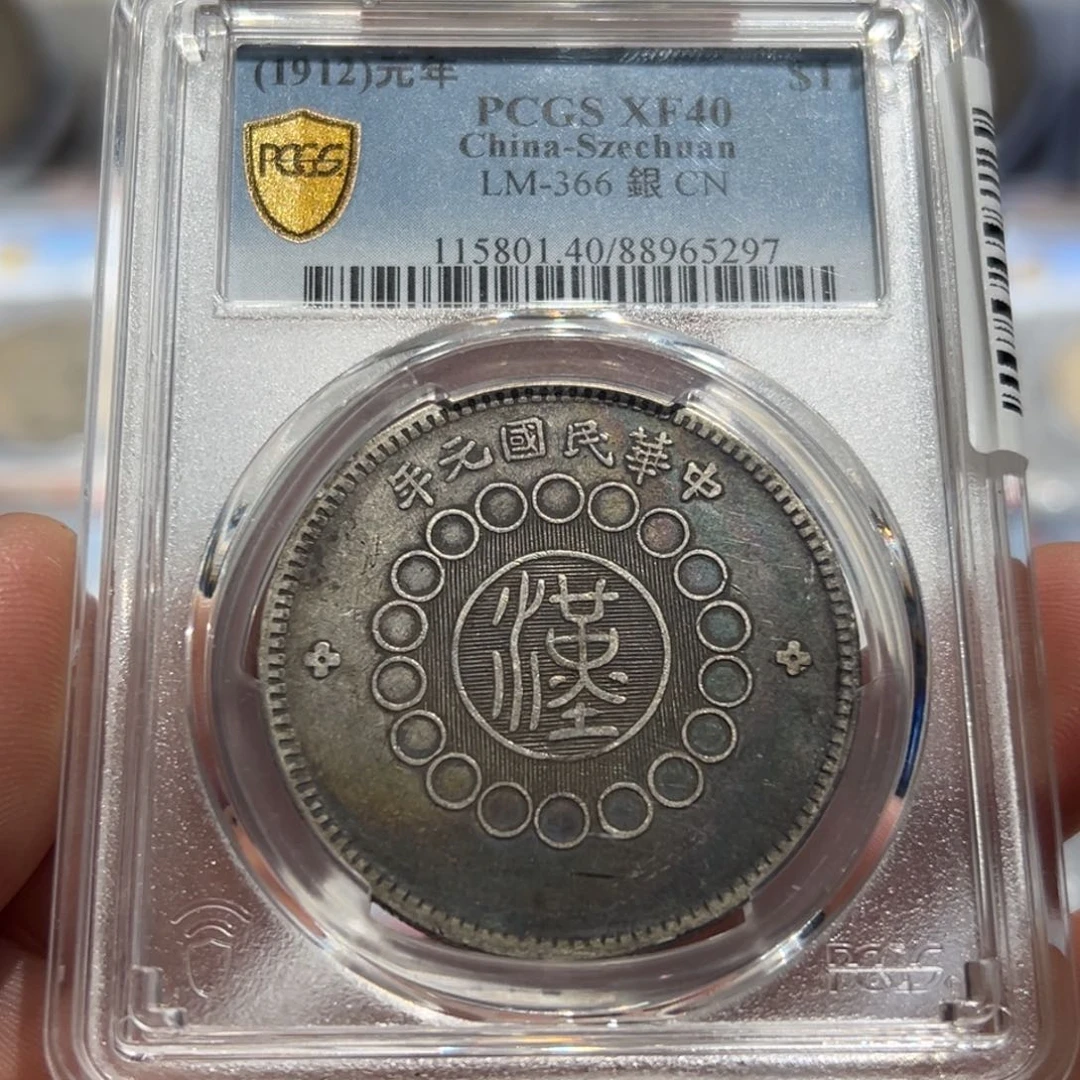 (1912)元年 $1
PCGS XF40
China-Szechuan
LM-366 銀 CN
115801.40/88965297
PCGS
年元國民華中
漢
PCGS